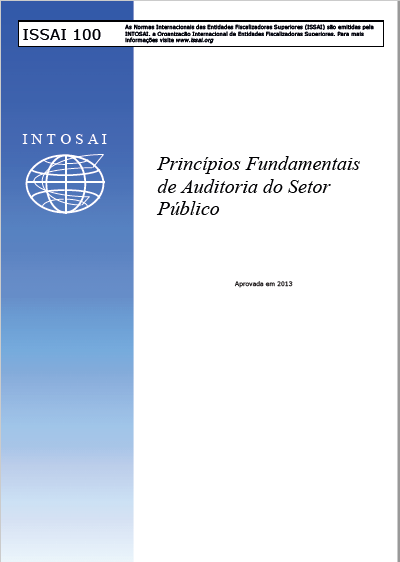 ISSAI 100
As Normas Internacionais das Entidades Fiscalizadoras Superiores (ISSAI) são emitidas pela
INTOSAI, a Organização Internacional de Entidades Fiscalizadoras Superiores. Para mais
informações visite www.issai.org
INTOSAI
Princípios Fundamentais
de Auditoria do Setor
Público
Aprovada em 2013